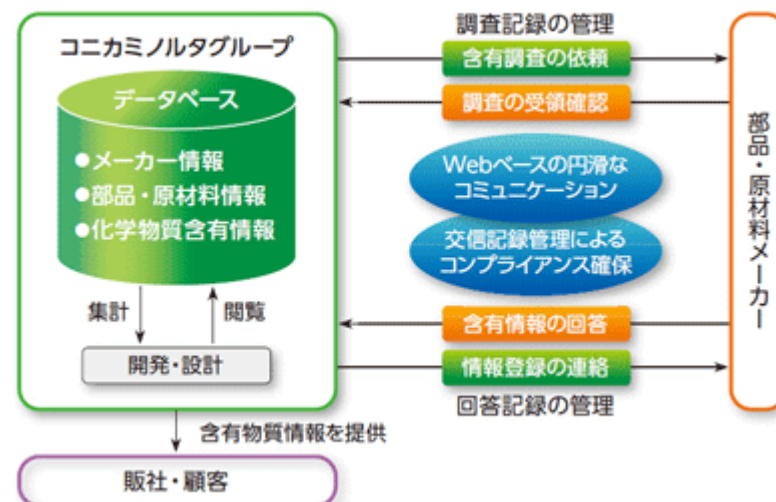 コニカミノルタグループ
データベース
●メーカー情報
●部品・原材料情報
●化学物質含有情報
集計
閲覧
開発・設計
含有物質情報を提供
販社・顧客
調査記録の管理
含有調査の依頼
調査の受領確認
Webベースの円滑な
コミュニケーション
交信記録管理による
コンプライアンス確保
含有情報の回答
情報登録の連絡
回答記録の管理
部品・原材料メーカー